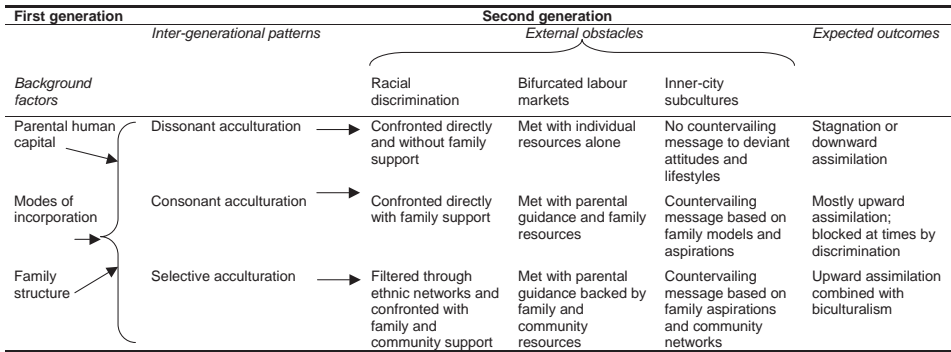 First generation
Second generation
Inter-generational patterns
External obstacles
Expected outcomes
Background
factors
Racial
discrimination
Bifurcated labour
markets
Inner-city
subcultures
Parental human
capital
Dissonant acculturation
Confronted directly
and without family
support
Met with individual
resources alone
No countervailing
message to deviant
attitudes and
lifestyles
Stagnation or
downward
assimilation
Modes of
incorporation
Consonant acculturation
Confronted directly
with family support
Met with parental
guidance and family
resources
Countervailing
message based on
family models and
aspirations
Mostly upward
assimilation;
blocked at times by
discrimination
Family
structure
Selective acculturation
Filtered through
ethnic networks and
confronted with
family and
community support
Met with parental
guidance backed by
family and
community
resources
Countervailing
message based on
family aspirations
and community
networks
Upward assimilation
combined with
biculturalism